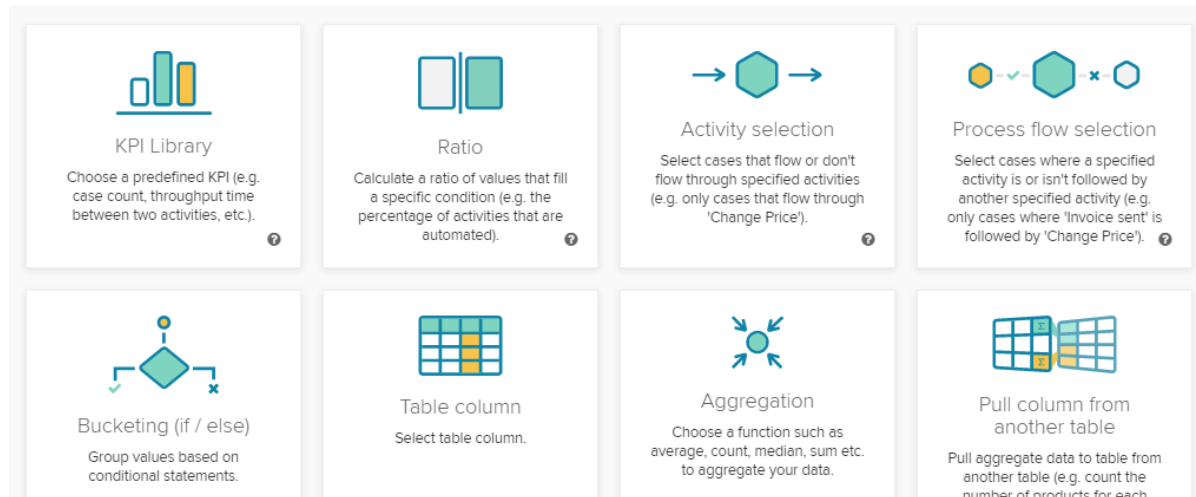 KPI Library
Choose a predefined KPI (e.g.
case count, throughput time
between two activities, etc.).
?
Ratio
Calculate a ratio of values that fill
a specific condition (e.g. the
percentage of activities that are
automated).
?
Activity selection
Select cases that flow or don't
flow through specified activities
(e.g. only cases that flow through
'Change Price').
?
Process flow selection
Select cases where a specified
activity is or isn't followed by
another specified activity (e.g.
only cases where 'Invoice sent' is
followed by 'Change Price').
?
Bucketing (if / else)
Group values based on
conditional statements.
Table column
Select table column.
Aggregation
Choose a function such as
average, count, median, sum etc.
to aggregate your data.
Σ
Σ
Pull column from
another table
Pull aggregate data to table from
another table (e.g. count the
number of products for each